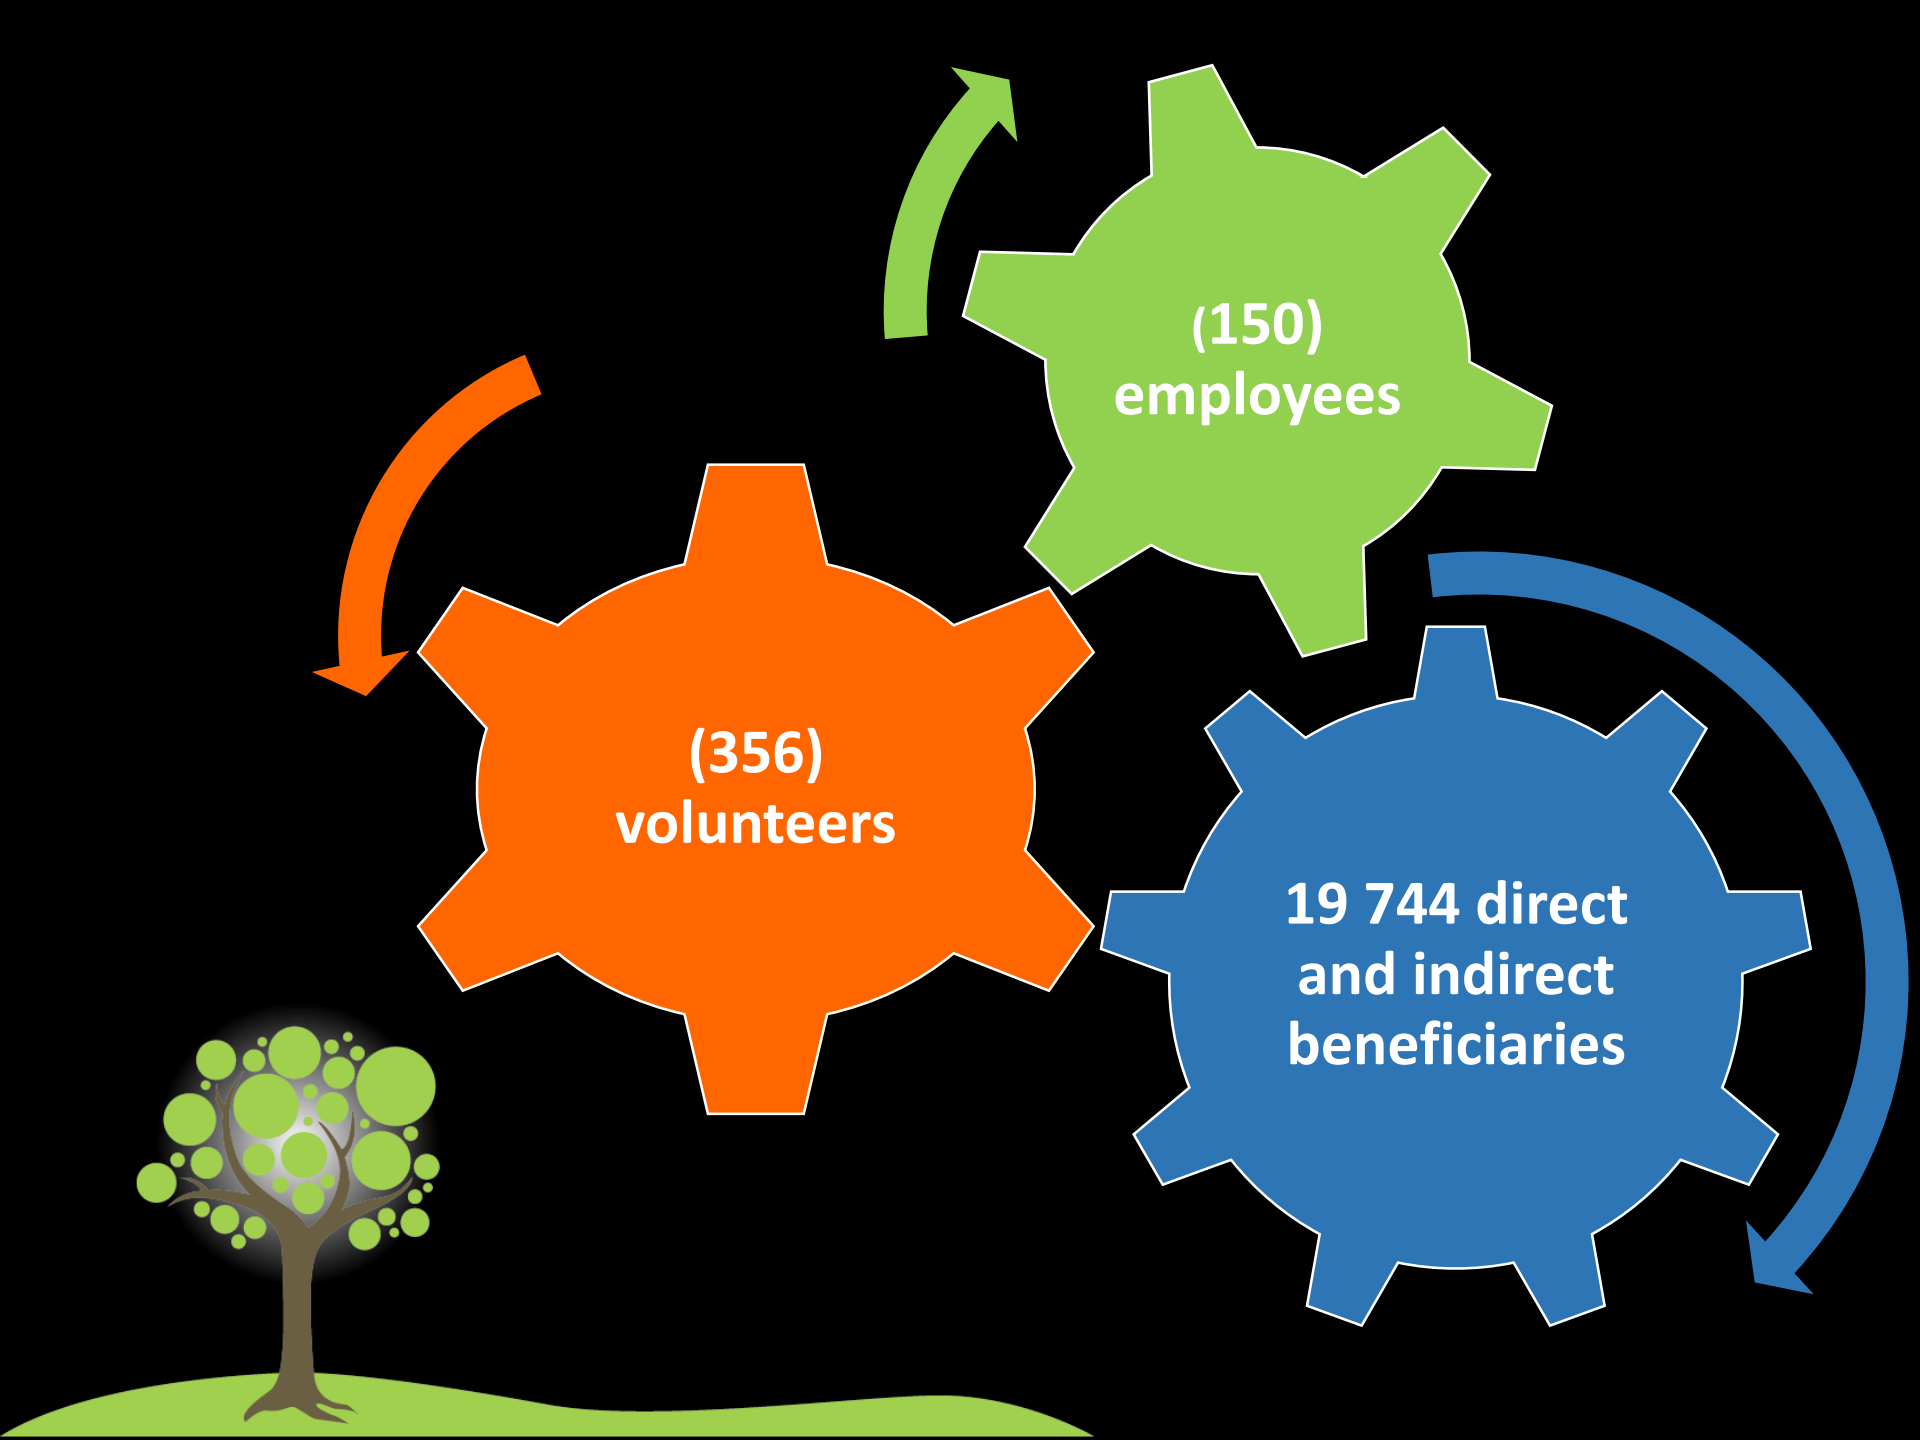 (150)
employees
(356)
volunteers
19 744 direct
and indirect
beneficiaries